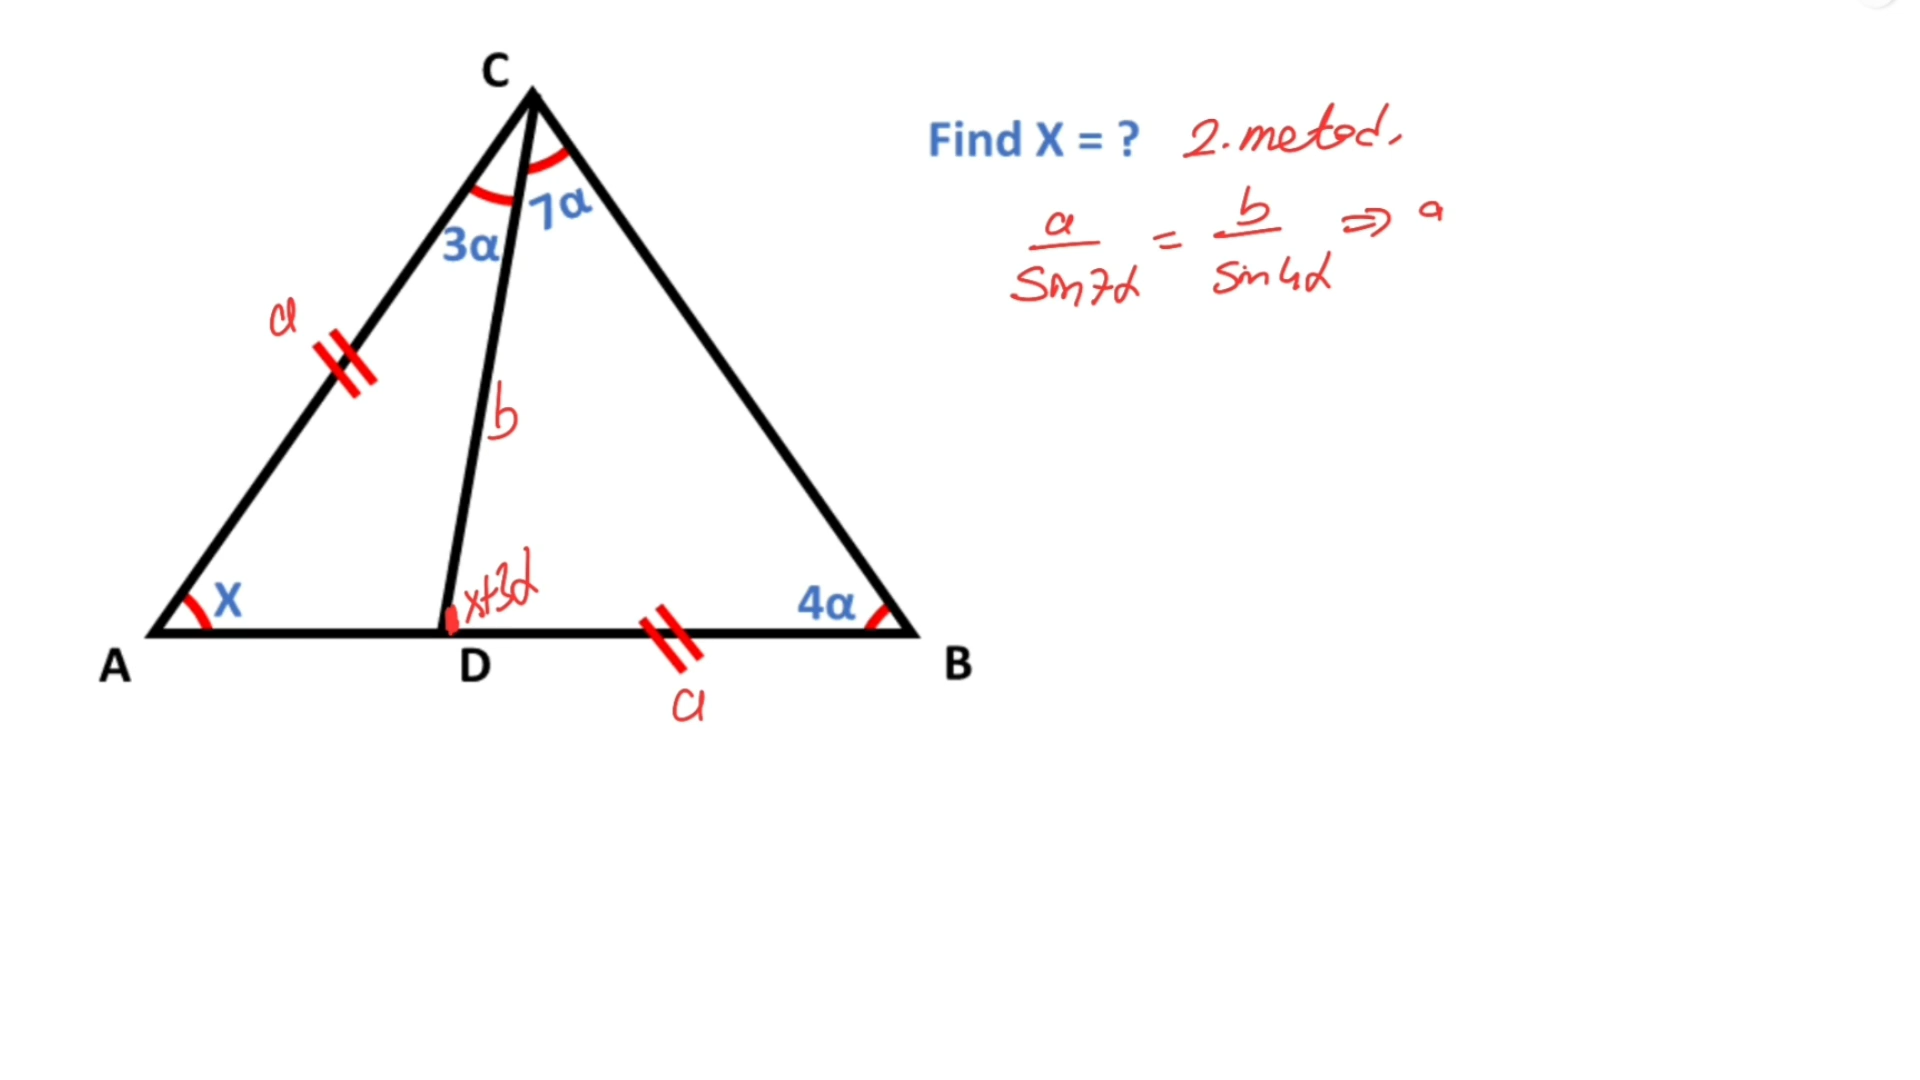 C
Find X = ? 2. metod,
3α 7α
a/sin7α = b/sin4α ⇒ a
a
b
X x+3α 4α
A D B
a